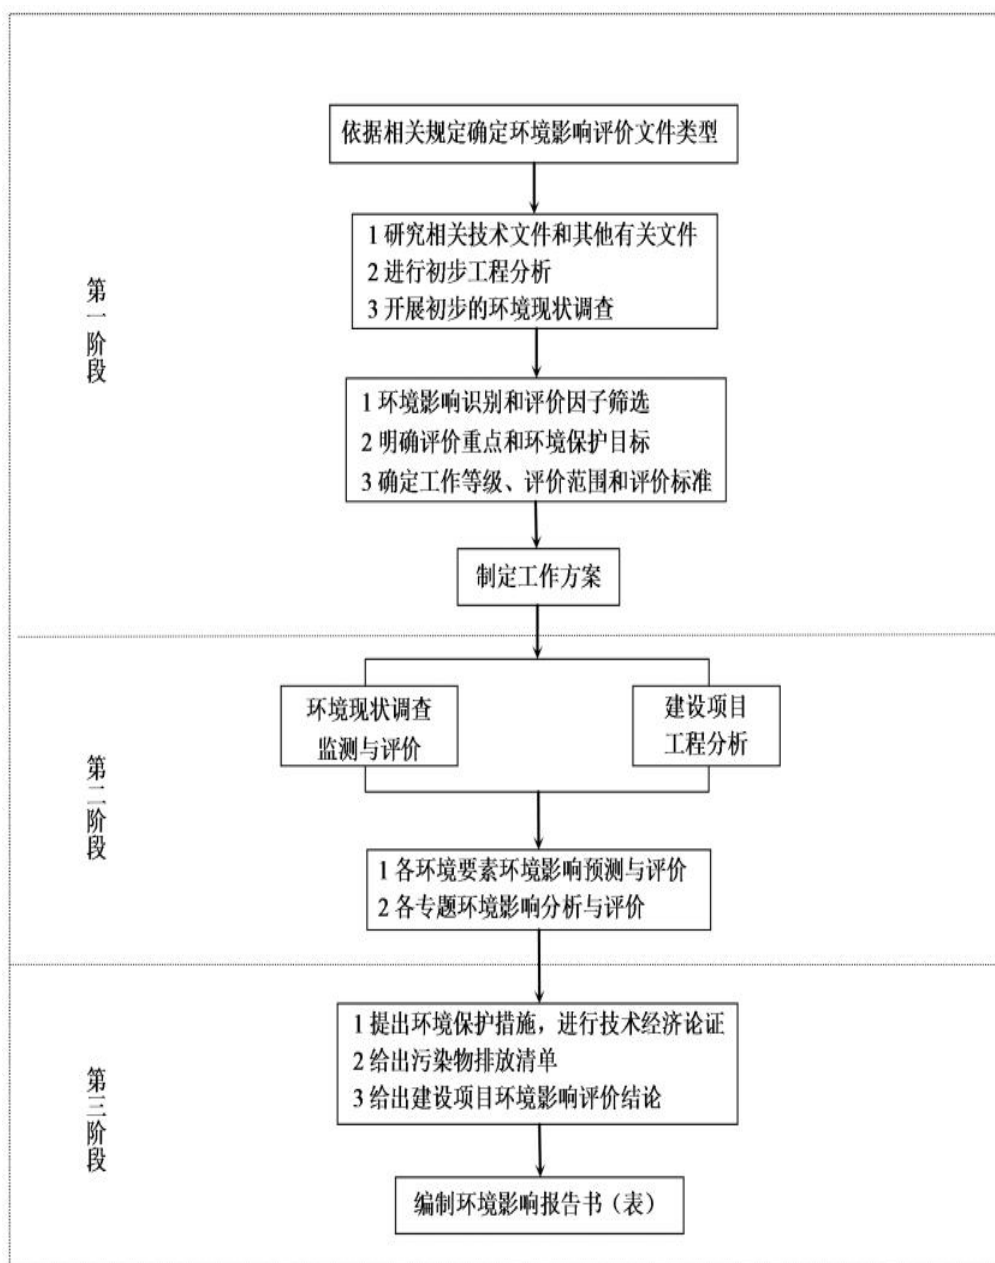 依据相关规定确定环境影响评价文件类型
1 研究相关技术文件和其他有关文件
2 进行初步工程分析
3 开展初步的环境现状调查
第一阶段
1 环境影响识别和评价因子筛选
2 明确评价重点和环境保护目标
3 确定工作等级、评价范围和评价标准
制定工作方案
环境现状调查
监测与评价
建设项目
工程分析
第二阶段
1 各环境要素环境影响预测与评价
2 各专题环境影响分析与评价
1 提出环境保护措施，进行技术经济论证
2 给出污染物排放清单
3 给出建设项目环境影响评价结论
第三阶段
编制环境影响报告书（表）